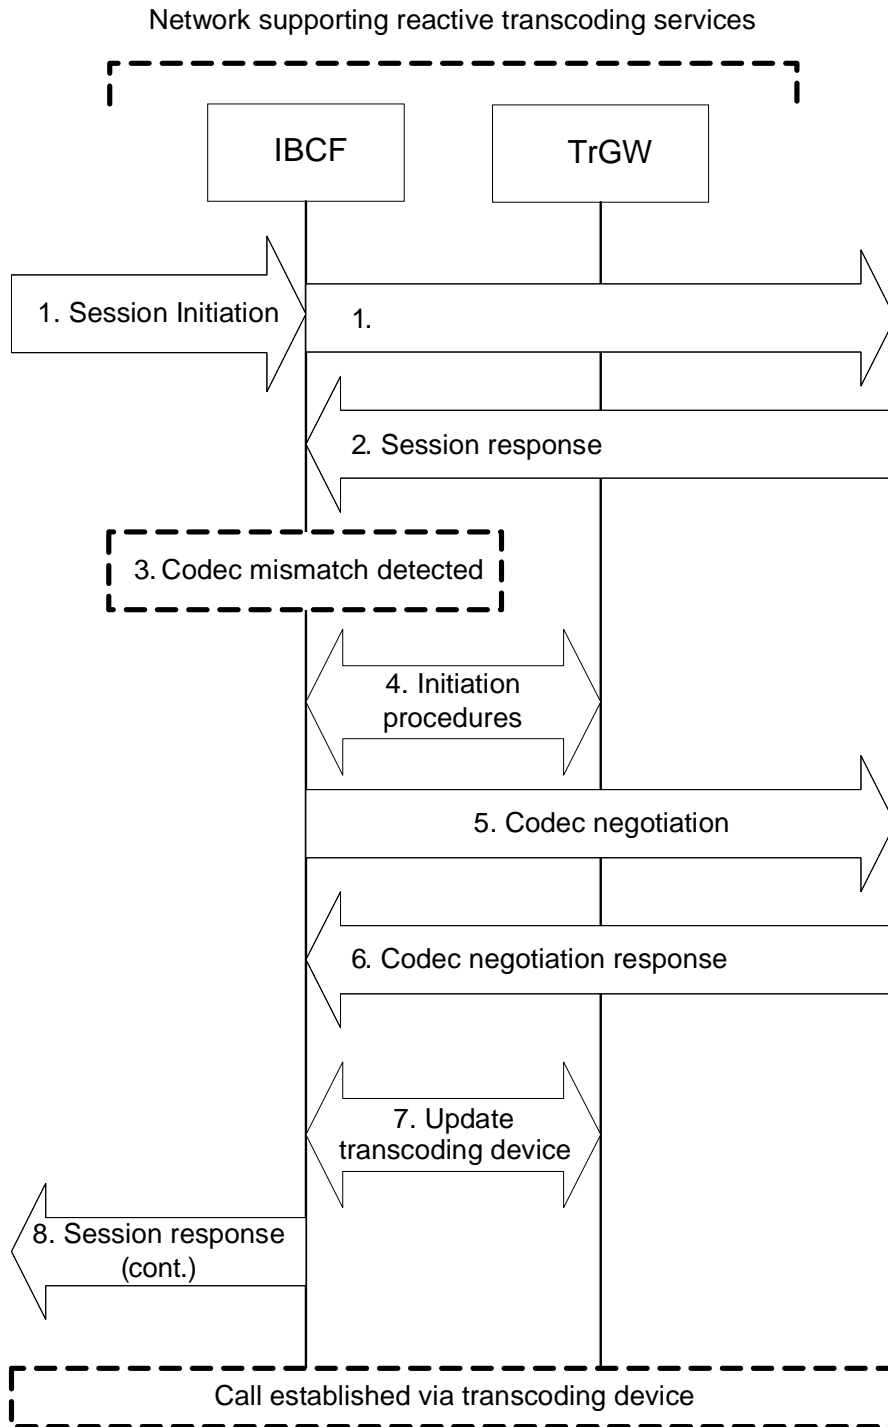 Network supporting reactive transcoding services
IBCF
TrGW
1. Session Initiation
1.
2. Session response
3. Codec mismatch detected
4. Initiation
procedures
5. Codec negotiation
6. Codec negotiation response
7. Update
transcoding device
8. Session response
(cont.)
Call established via transcoding device